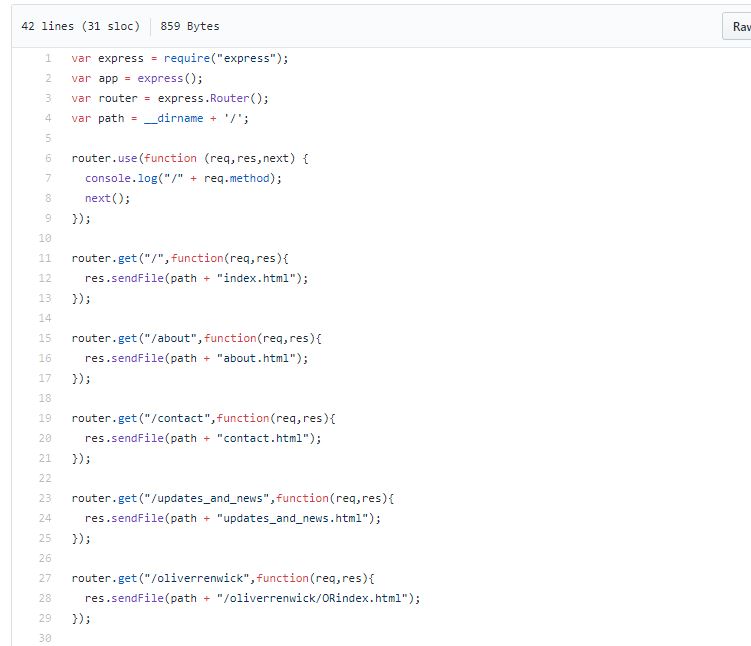 42 lines (31 sloc) 859 Bytes Raw
1 var express = require("express");
2 var app = express();
3 var router = express.Router();
4 var path = __dirname + '/';
5
6 router.use(function (req,res,next) {
7   console.log("/" + req.method);
8   next();
9 });
10
11 router.get("/",function(req,res){
12   res.sendFile(path + "index.html");
13 });
14
15 router.get("/about",function(req,res){
16   res.sendFile(path + "about.html");
17 });
18
19 router.get("/contact",function(req,res){
20   res.sendFile(path + "contact.html");
21 });
22
23 router.get("/updates_and_news",function(req,res){
24   res.sendFile(path + "updates_and_news.html");
25 });
26
27 router.get("/oliverrenwick",function(req,res){
28   res.sendFile(path + "/oliverrenwick/ORindex.html");
29 });
30